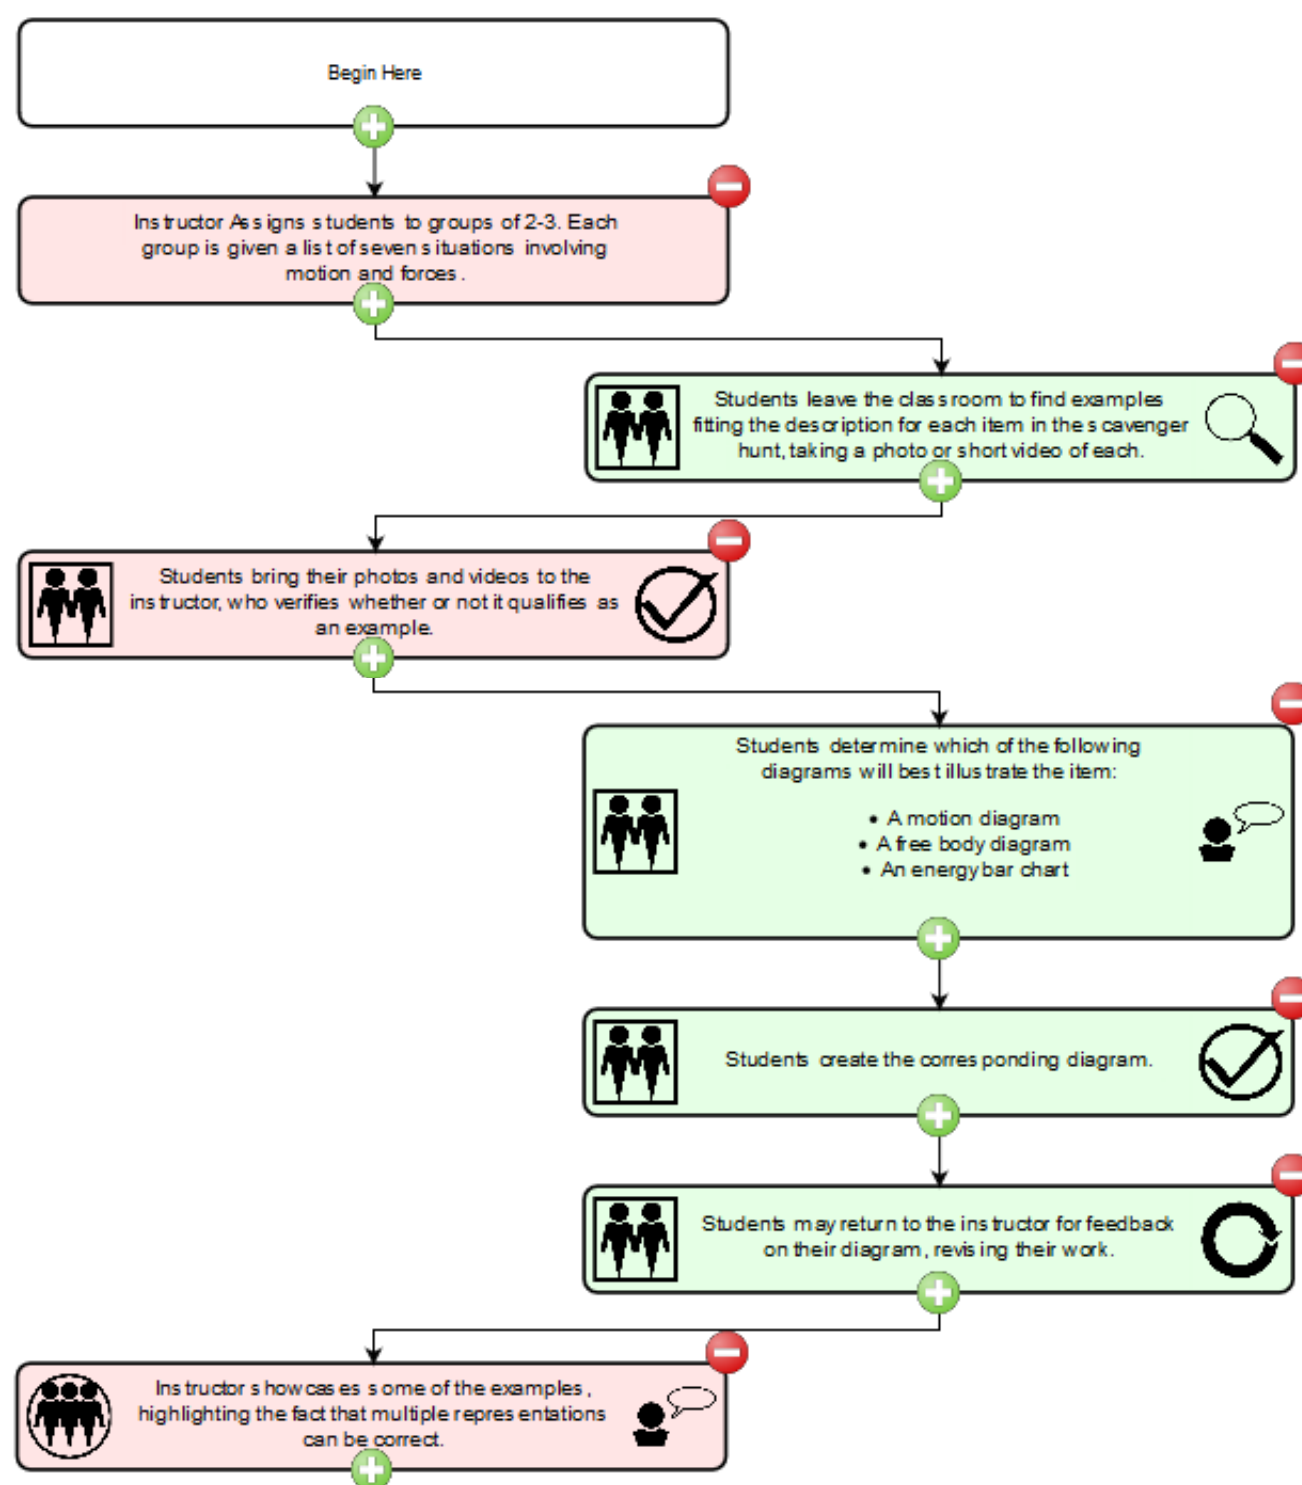 Begin Here
Instructor Assigns students to groups of 2-3. Each
group is given a list of seven situations involving
motion and forces.
Students leave the classroom to find examples
fitting the description for each item in the scavenger
hunt, taking a photo or short video of each.
Students bring their photos and videos to the
instructor, who verifies whether or not it qualifies as
an example.
Students determine which of the following
diagrams will best illustrate the item:
• A motion diagram
• A free body diagram
• An energy bar chart
Students create the corresponding diagram.
Students may return to the instructor for feedback
on their diagram, revising their work.
Instructor showcases some of the examples,
highlighting the fact that multiple representations
can be correct.